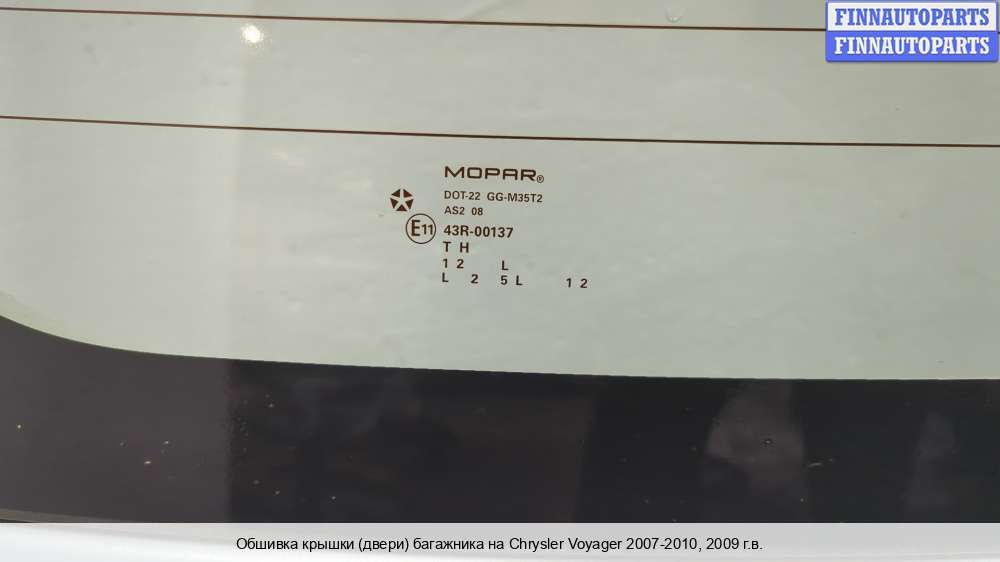 FINNAUTOPARTS
FINNAUTOPARTS
MOPAR®
DOT-22 GG-M35T2
AS2 08
E11 43R-00137
T H
1 2 L
L 2 5 L 1 2
Обшивка крышки (двери) багажника на Chrysler Voyager 2007-2010, 2009 г.в.